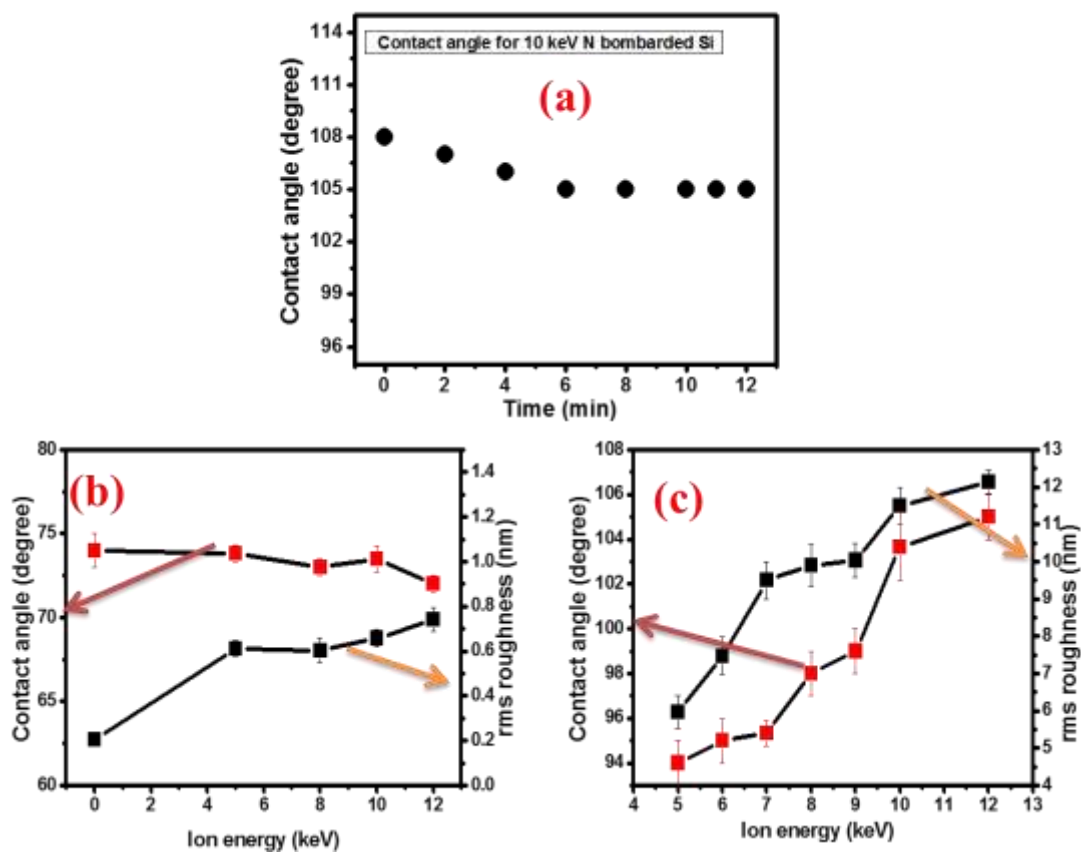 Contact angle for 10 keV N bombarded Si
(a)
Contact angle (degree)
114
111
108
105
102
99
96
0 2 4 6 8 10 12
Time (min)
(b)
Contact angle (degree)
80
75
70
65
60
1.4
1.2
1.0
0.8
0.6
0.4
0.2
0.0
rms roughness (nm)
0 2 4 6 8 10 12
Ion energy (keV)
(c)
Contact angle (degree)
108
106
104
102
100
98
96
94
13
12
11
10
9
8
7
6
5
4
rms roughness (nm)
4 5 6 7 8 9 10 11 12 13
Ion energy (keV)